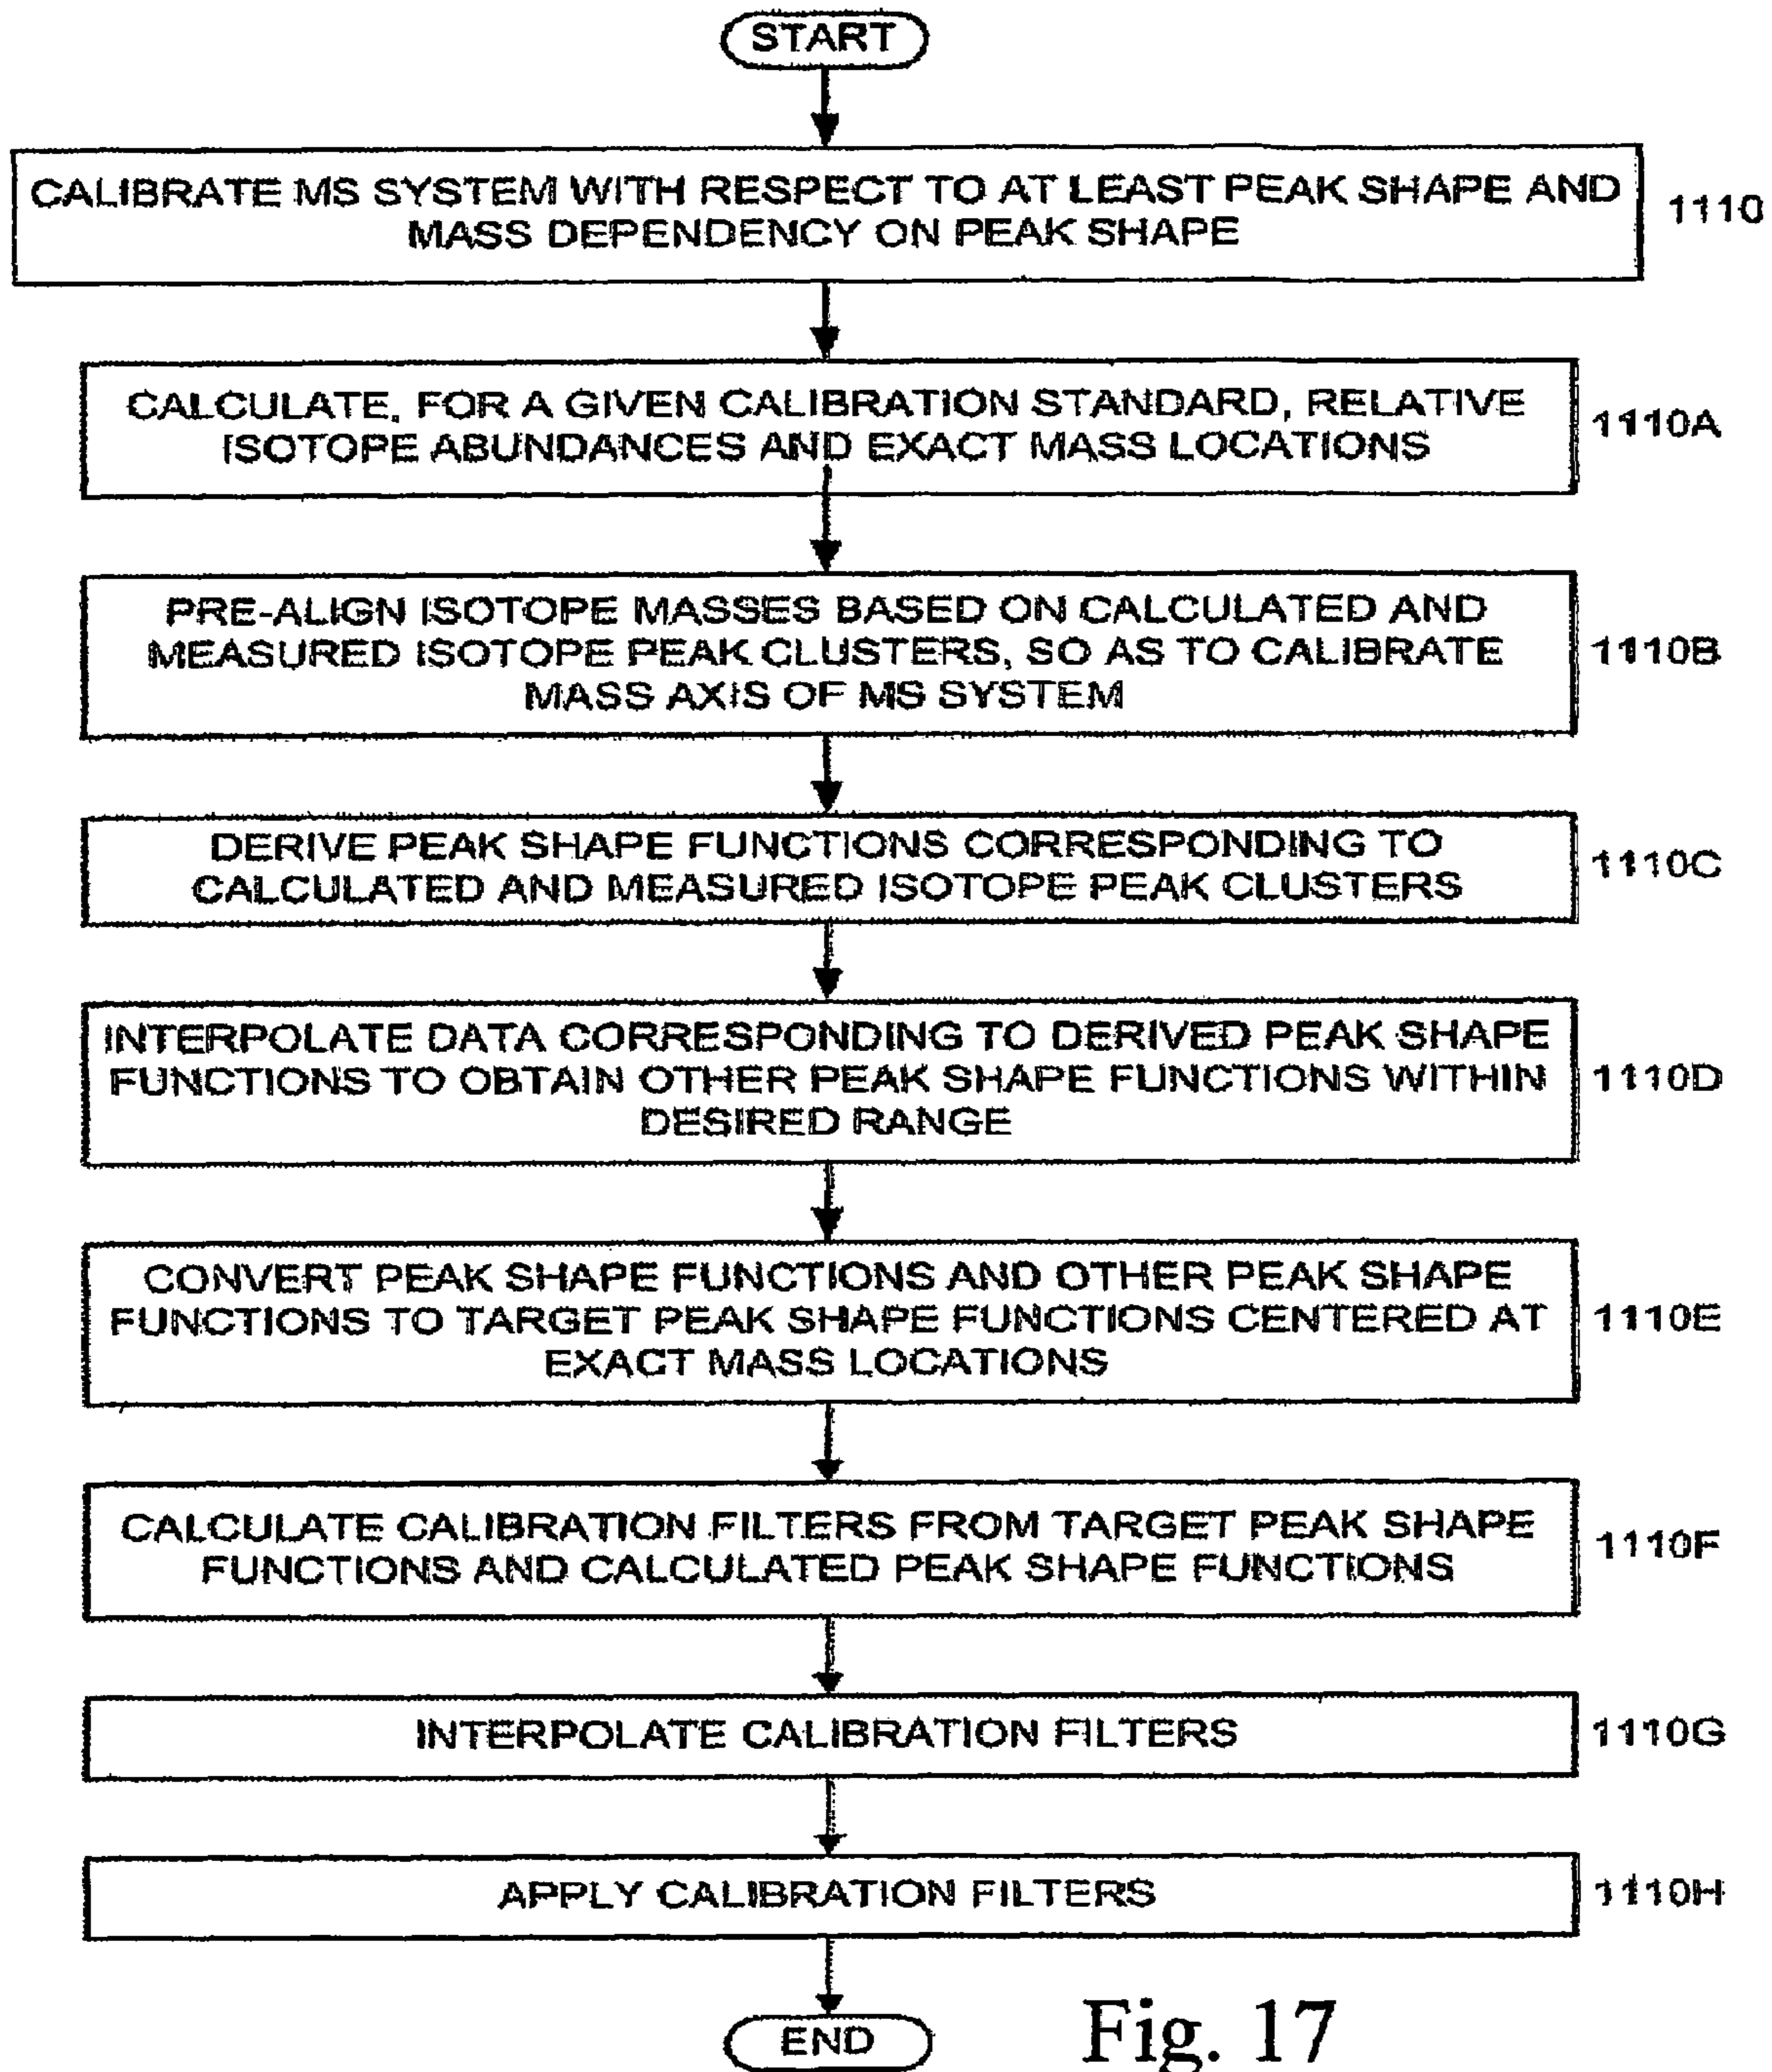 START
CALIBRATE MS SYSTEM WITH RESPECT TO AT LEAST PEAK SHAPE AND
MASS DEPENDENCY ON PEAK SHAPE
1110
CALCULATE, FOR A GIVEN CALIBRATION STANDARD, RELATIVE
ISOTOPE ABUNDANCES AND EXACT MASS LOCATIONS
1110A
PRE-ALIGN ISOTOPE MASSES BASED ON CALCULATED AND
MEASURED ISOTOPE PEAK CLUSTERS, SO AS TO CALIBRATE
MASS AXIS OF MS SYSTEM
1110B
DERIVE PEAK SHAPE FUNCTIONS CORRESPONDING TO
CALCULATED AND MEASURED ISOTOPE PEAK CLUSTERS
1110C
INTERPOLATE DATA CORRESPONDING TO DERIVED PEAK SHAPE
FUNCTIONS TO OBTAIN OTHER PEAK SHAPE FUNCTIONS WITHIN
DESIRED RANGE
1110D
CONVERT PEAK SHAPE FUNCTIONS AND OTHER PEAK SHAPE
FUNCTIONS TO TARGET PEAK SHAPE FUNCTIONS CENTERED AT
EXACT MASS LOCATIONS
1110E
CALCULATE CALIBRATION FILTERS FROM TARGET PEAK SHAPE
FUNCTIONS AND CALCULATED PEAK SHAPE FUNCTIONS
1110F
INTERPOLATE CALIBRATION FILTERS
1110G
APPLY CALIBRATION FILTERS
1110H
END
Fig. 17